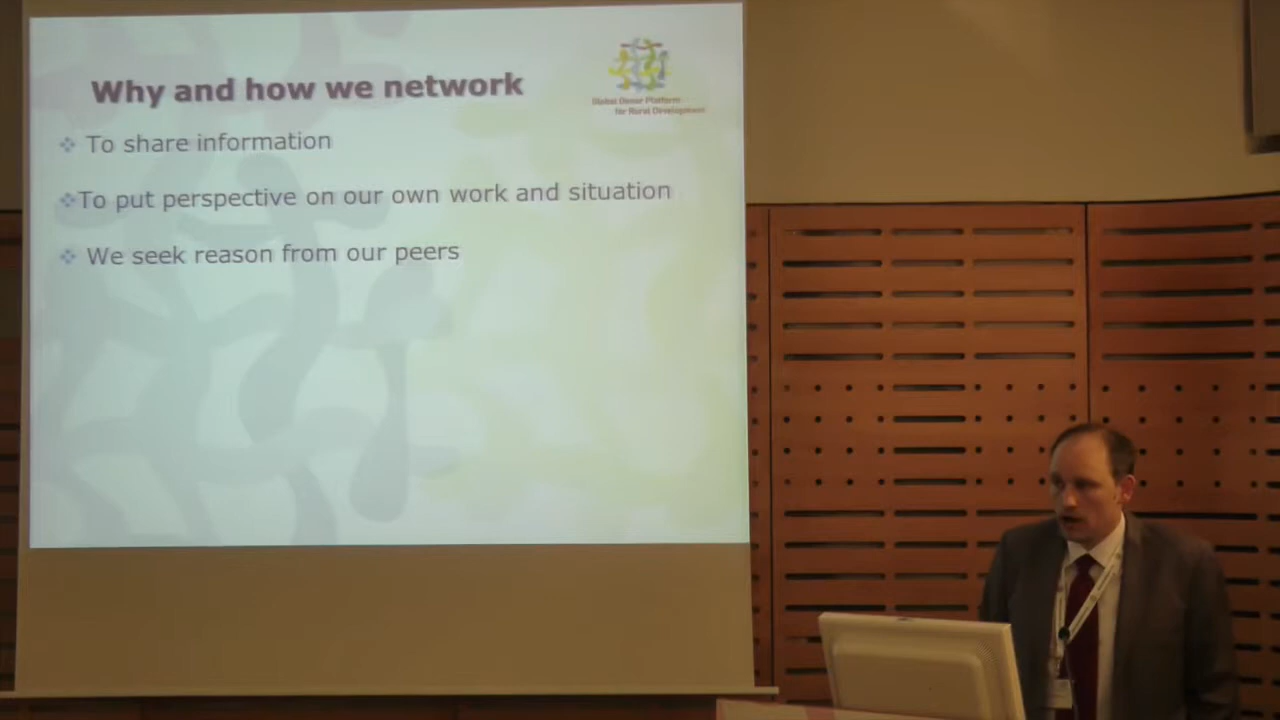 Why and how we network
Global Donor Platform
for Rural Development
To share information
To put perspective on our own work and situation
We seek reason from our peers